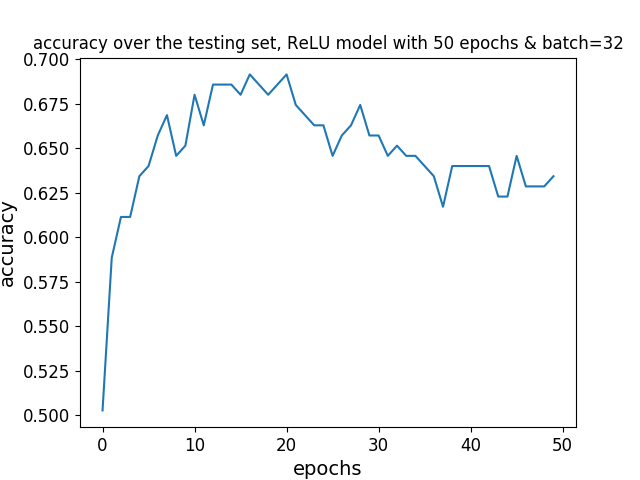 accuracy over the testing set, ReLU model with 50 epochs & batch=32
0.700
0.675
0.650
0.625
0.600
0.575
0.550
0.525
0.500
accuracy
0 10 20 30 40 50
epochs